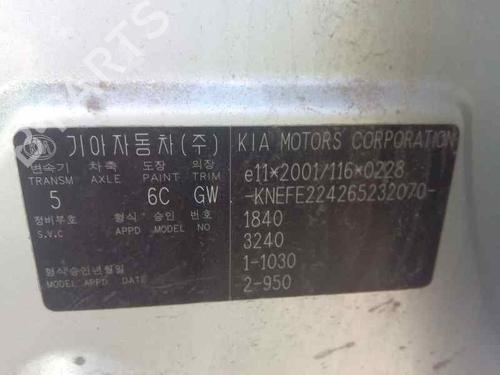 B-PARTS
KIA 기아자동차(주)
변속기 차축 도장 의장
TRANSM AXLE PAINT TRIM
5 6C GW
정비부호 형식 승인 번호
S.V.C APPD MODEL NO
형식승인년월일
MODEL APPD DATE
KIA MOTORS CORPORATION
e11*2001/116*0228
-KNEFE224265232070-
1840
3240
1-1030
2-950